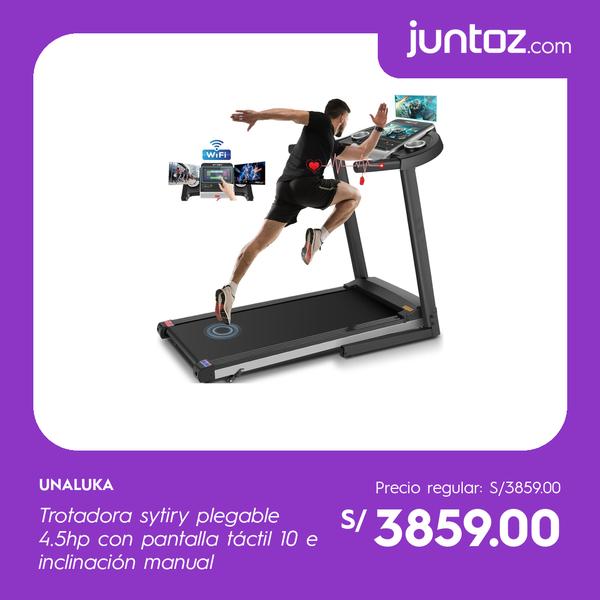 juntoz.com
WiFi
UNALUKA
Trotadora sytiry plegable
4.5hp con pantalla táctil 10 e
inclinación manual
Precio regular: S/3859.00
S/ 3859.00